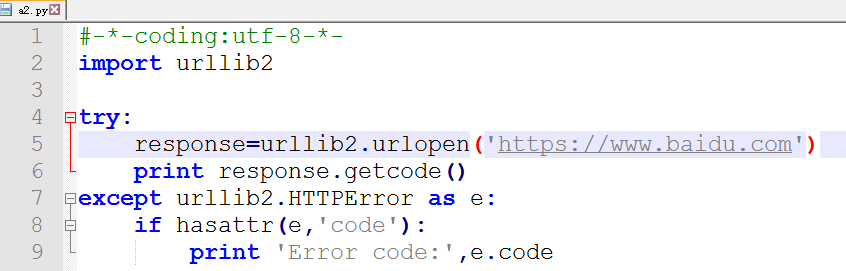 a2.py
1 #-*-coding:utf-8-*-
2 import urllib2
3
4 try:
5     response=urllib2.urlopen('https://www.baidu.com')
6     print response.getcode()
7 except urllib2.HTTPError as e:
8     if hasattr(e,'code'):
9         print 'Error code:',e.code